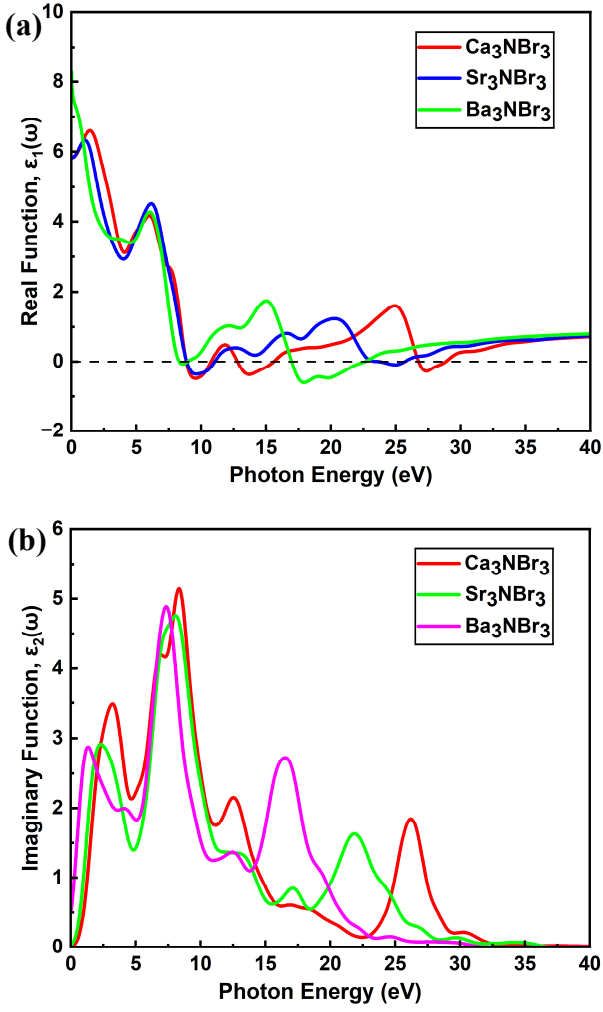 (a)
10
8
6
4
2
0
−2
Real Function, ε1(ω)
Ca3NBr3
Sr3NBr3
Ba3NBr3
0 5 10 15 20 25 30 35 40
Photon Energy (eV)
(b)
6
5
4
3
2
1
0
Imaginary Function, ε2(ω)
Ca3NBr3
Sr3NBr3
Ba3NBr3
0 5 10 15 20 25 30 35 40
Photon Energy (eV)